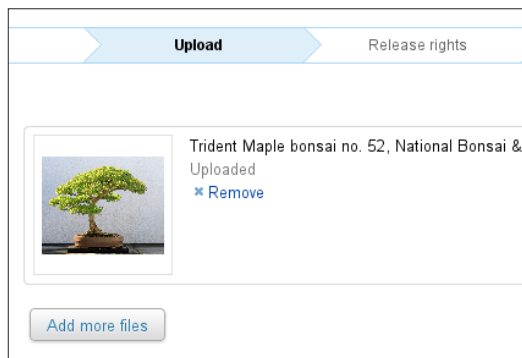 Upload
Release rights
Trident Maple bonsai no. 52, National Bonsai &
Uploaded
Remove
Add more files